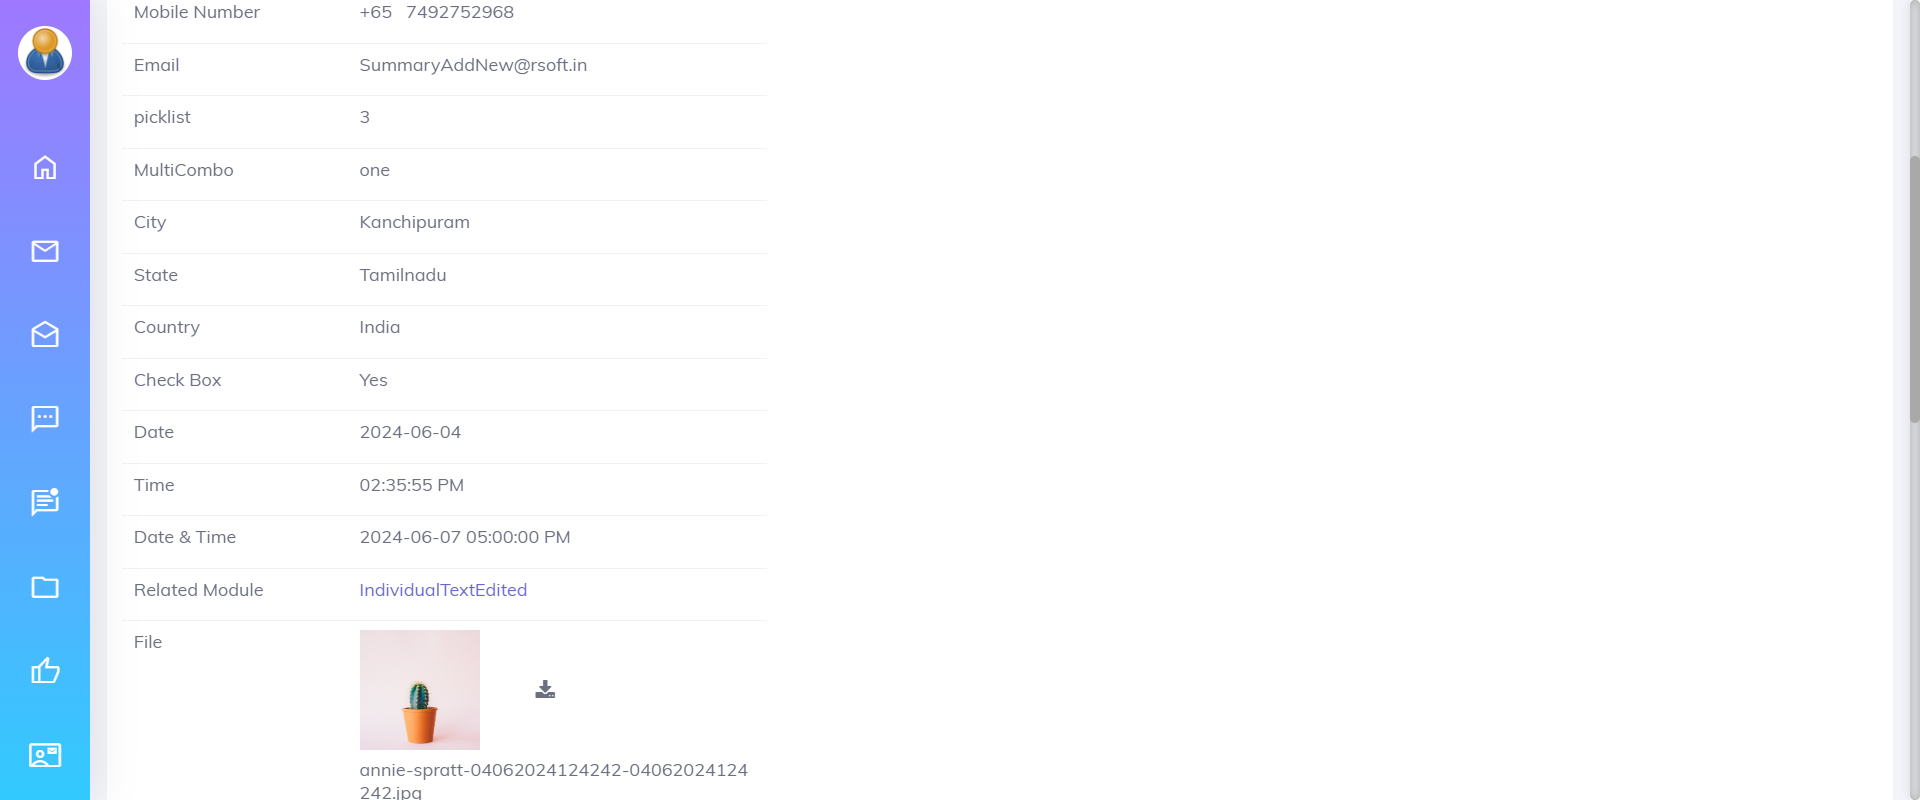 Mobile Number +65 7492752968
Email SummaryAddNew@rsoft.in
picklist 3
MultiCombo one
City Kanchipuram
State Tamilnadu
Country India
Check Box Yes
Date 2024-06-04
Time 02:35:55 PM
Date & Time 2024-06-07 05:00:00 PM
Related Module IndividualTextEdited
File
annie-spratt-04062024124242-04062024124
242.jpg